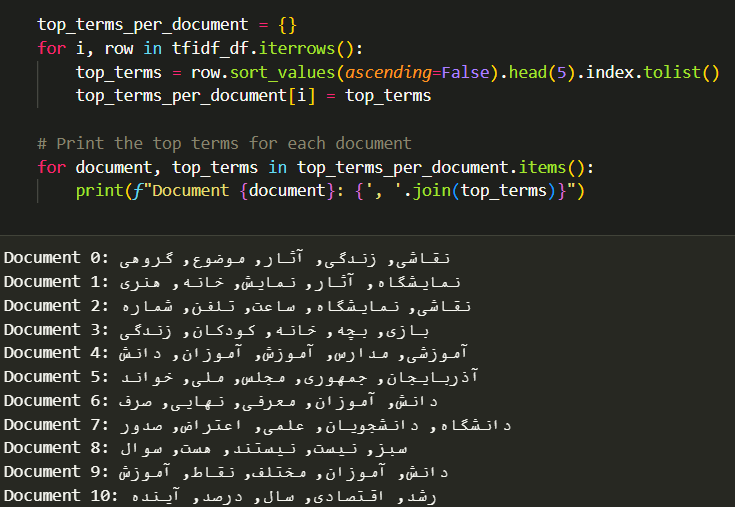 top_terms_per_document = {}
for i, row in tfidf_df.iterrows():
    top_terms = row.sort_values(ascending=False).head(5).index.tolist()
    top_terms_per_document[i] = top_terms

# Print the top terms for each document
for document, top_terms in top_terms_per_document.items():
    print(f"Document {document}: {', '.join(top_terms)}")

Document 0: نقاشی, زندگی, آثار, موضوع, گروهی
Document 1: نمایشگاه, آثار, نمایش, خانه, هنری
Document 2: نقاشی, نمایشگاه, ساعت, تلفن, شماره
Document 3: بازی, بچه, خانه, کودکان, زندگی
Document 4: آموزشی, مدارس, آموزش, آموزان, دانش
Document 5: آذربایجان, جمهوری, مجلس, ملی, خواند
Document 6: دانش, آموزان, معرفی, نهایی, صرف
Document 7: دانشگاه, دانشجویان, علمی, اعتراض, صدور
Document 8: سبز, نیست, نیستند, هست, سوال
Document 9: دانش, آموزان, مختلف, نقاط, آموزش
Document 10: رشد, اقتصادی, سال, درصد, آینده